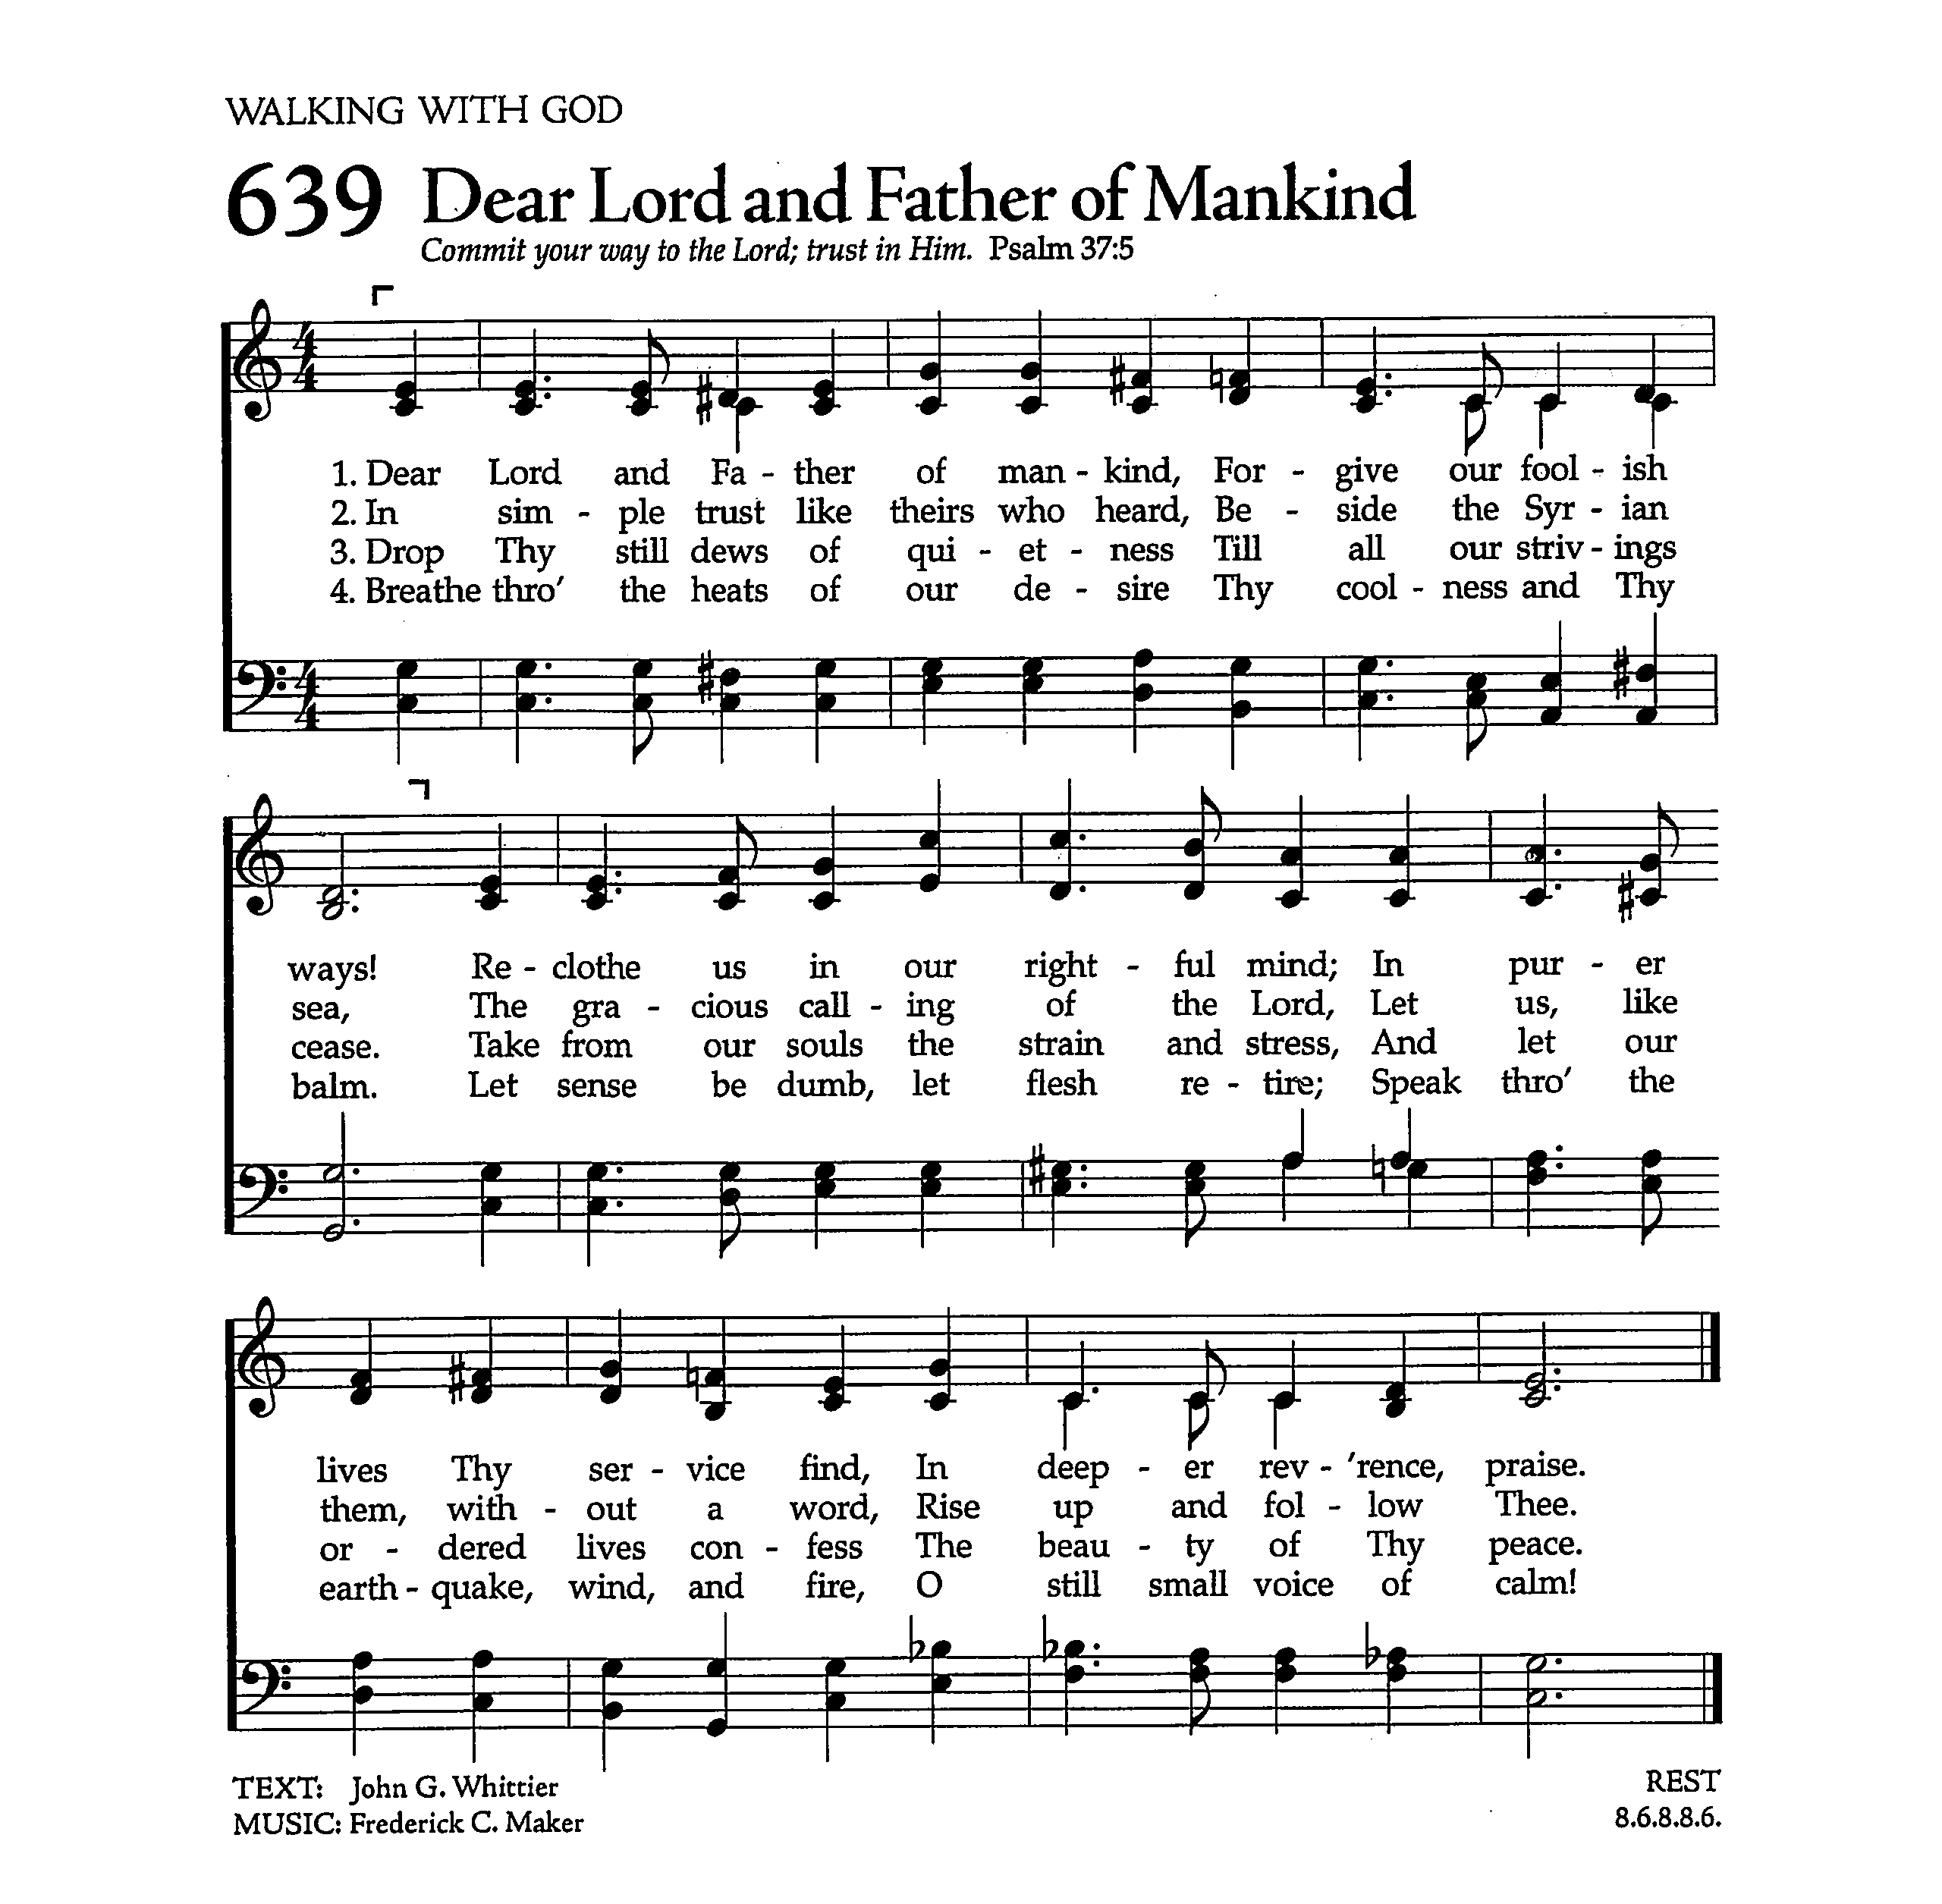 WALKING WITH GOD
639 Dear Lord and Father of Mankind
Commit your way to the Lord; trust in Him. Psalm 37:5
1. Dear Lord and Fa - ther of man - kind, For - give our fool - ish
2. In sim - ple trust like theirs who heard, Be - side the Syr - ian
3. Drop Thy still dews of qui - et - ness Till all our striv - ings
4. Breathe thro' the heats of our de - sire Thy cool - ness and Thy
ways! Re - clothe us in our right - ful mind; In pur - er
sea, The gra - cious call - ing of the Lord, Let us, like
cease. Take from our souls the strain and stress, And let our
balm. Let sense be dumb, let flesh re - tire; Speak thro' the
lives Thy ser - vice find, In deep - er rev - 'rence, praise.
them, with - out a word, Rise up and fol - low Thee.
or - dered lives con - fess The beau - ty of Thy peace.
earth - quake, wind, and fire, O still small voice of calm!
TEXT: John G. Whittier
MUSIC: Frederick C. Maker
REST
8.6.8.8.6.